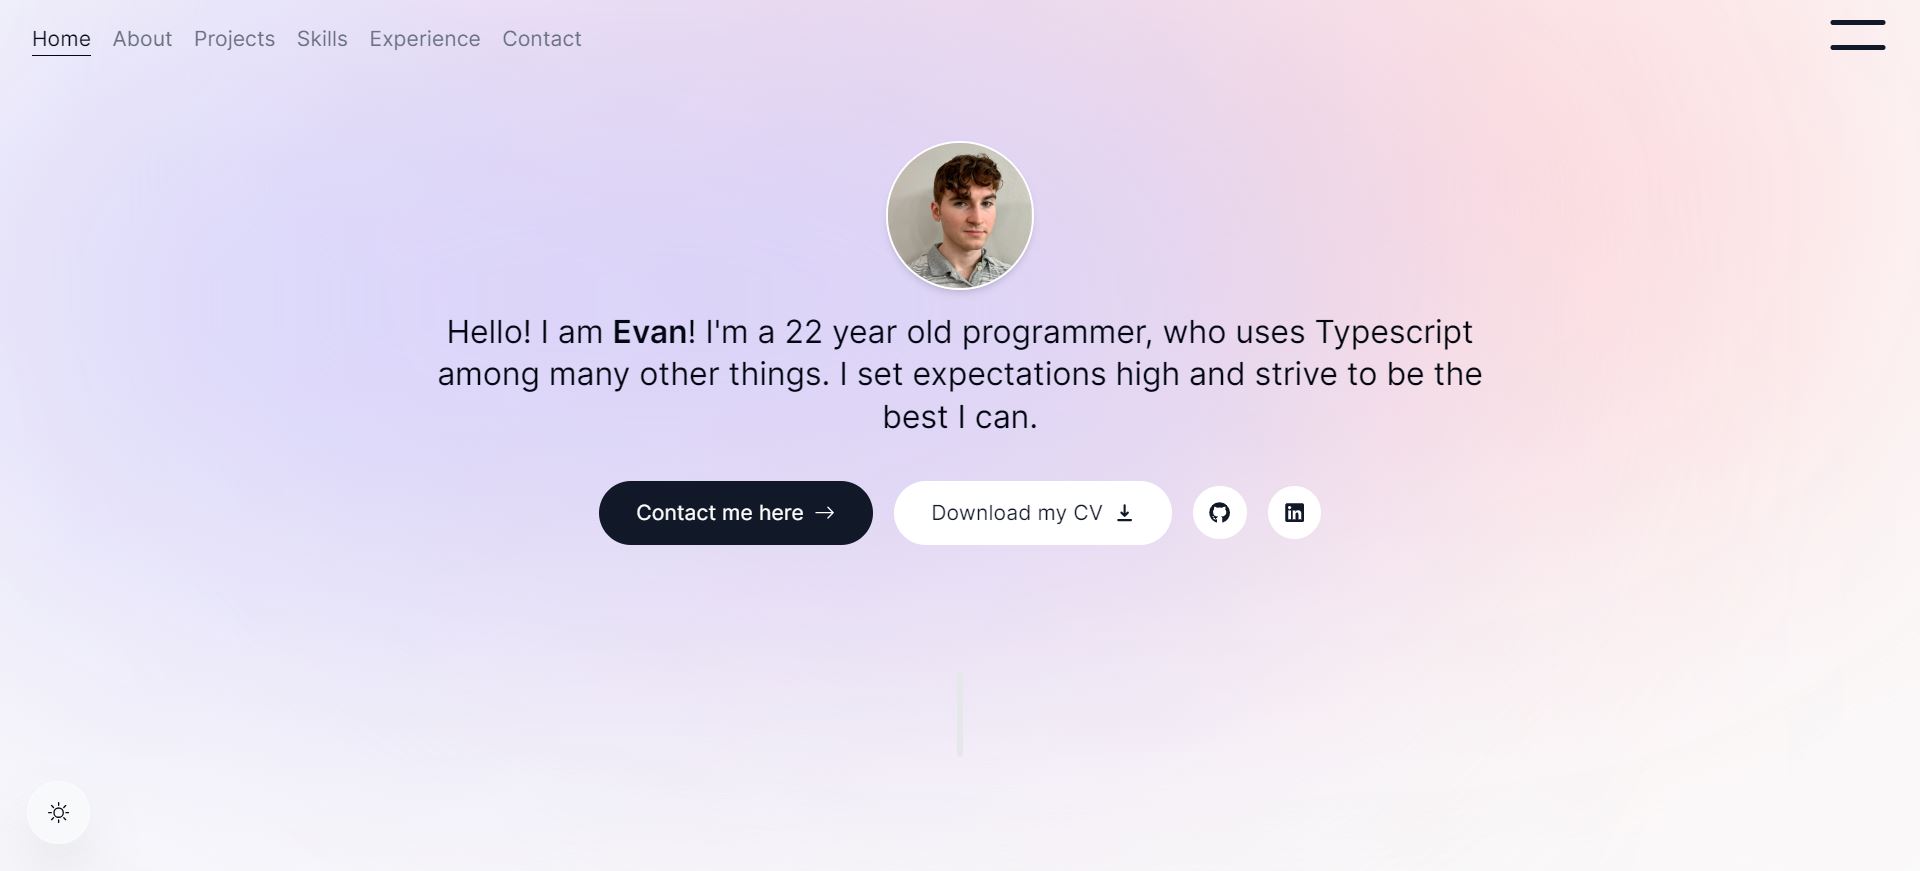 Home About Projects Skills Experience Contact
Hello! I am Evan! I'm a 22 year old programmer, who uses Typescript
among many other things. I set expectations high and strive to be the
best I can.
Contact me here
Download my CV
in